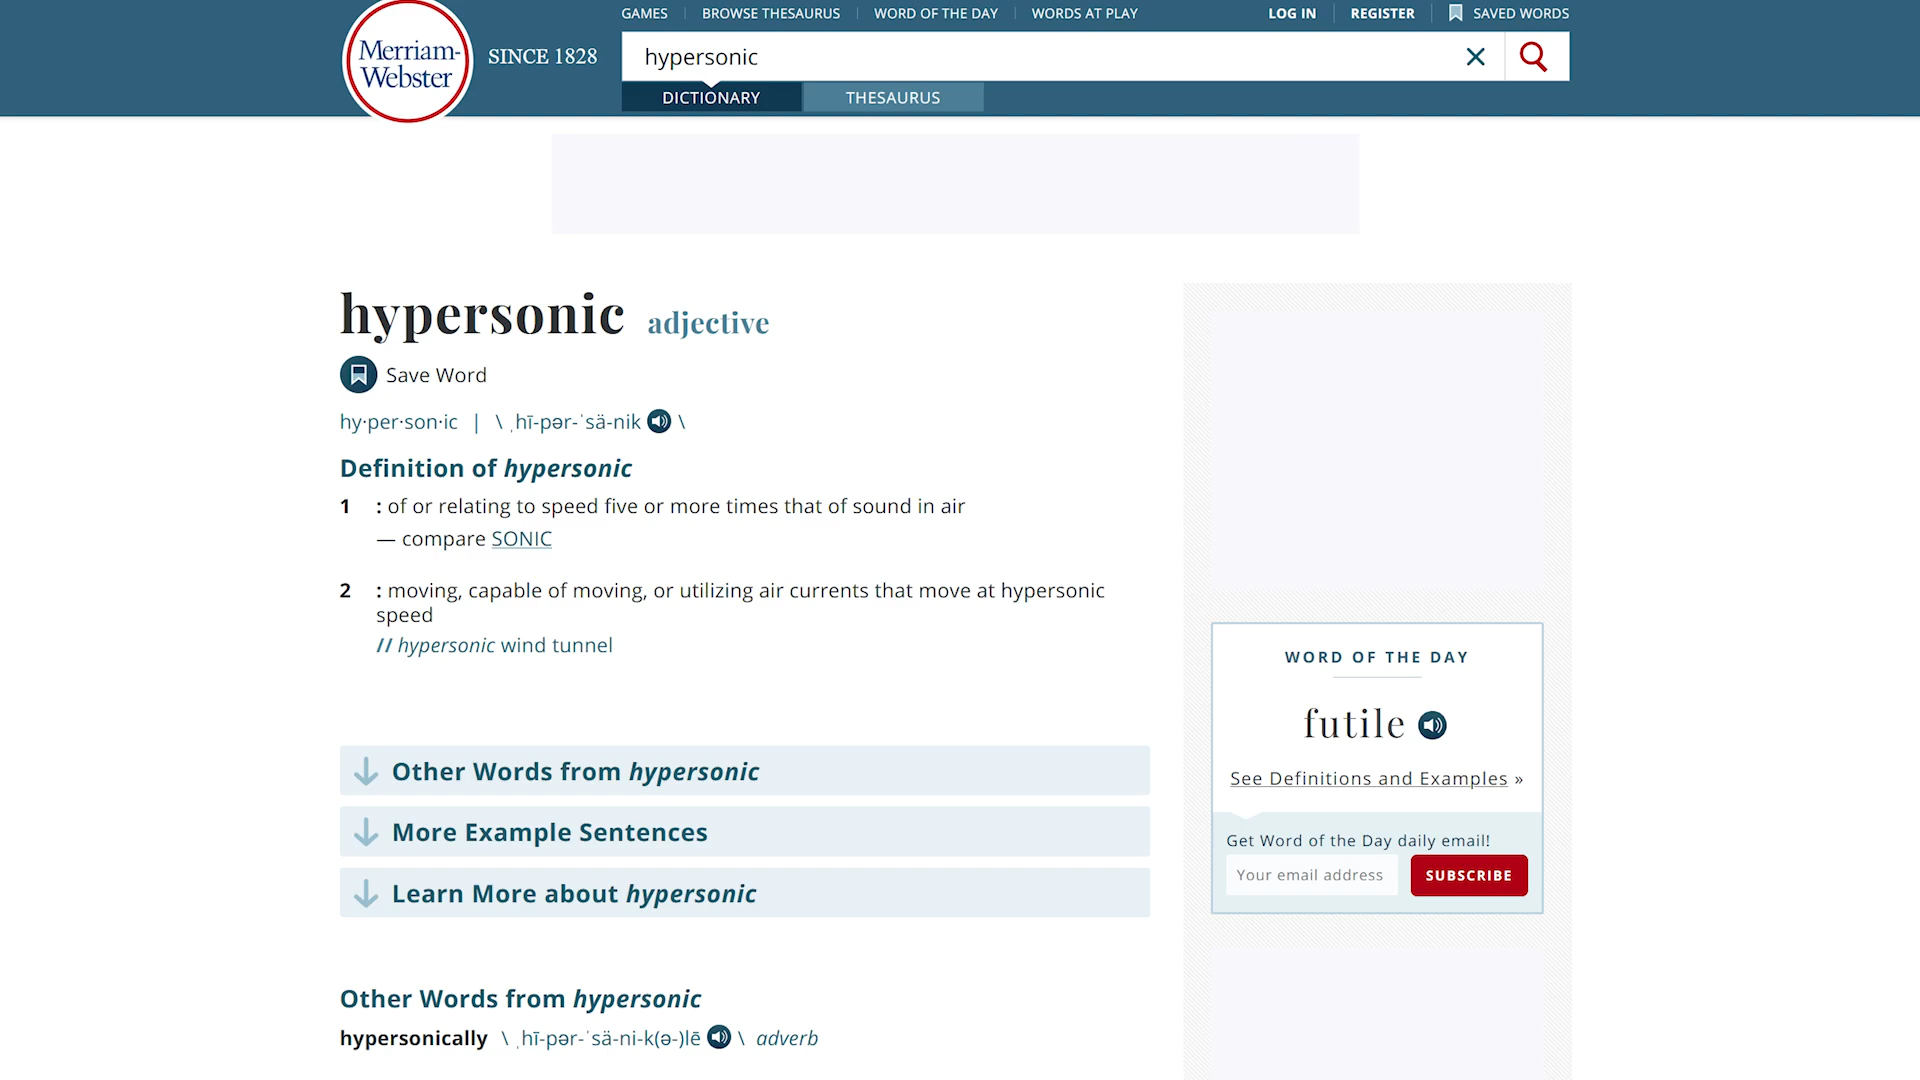 GAMES BROWSE THESAURUS WORD OF THE DAY WORDS AT PLAY LOG IN REGISTER SAVED WORDS
Merriam-
Webster
SINCE 1828
hypersonic
DICTIONARY THESAURUS
hypersonic adjective
Save Word
hy·per·son·ic | \ ˌhī-pər-ˈsä-nik \
Definition of hypersonic
1 : of or relating to speed five or more times that of sound in air
— compare SONIC
2 : moving, capable of moving, or utilizing air currents that move at hypersonic
speed
// hypersonic wind tunnel
Other Words from hypersonic
More Example Sentences
Learn More about hypersonic
Other Words from hypersonic
hypersonically \ ˌhī-pər-ˈsä-ni-k(ə-)lē \ adverb
WORD OF THE DAY
futile
See Definitions and Examples »
Get Word of the Day daily email!
Your email address SUBSCRIBE